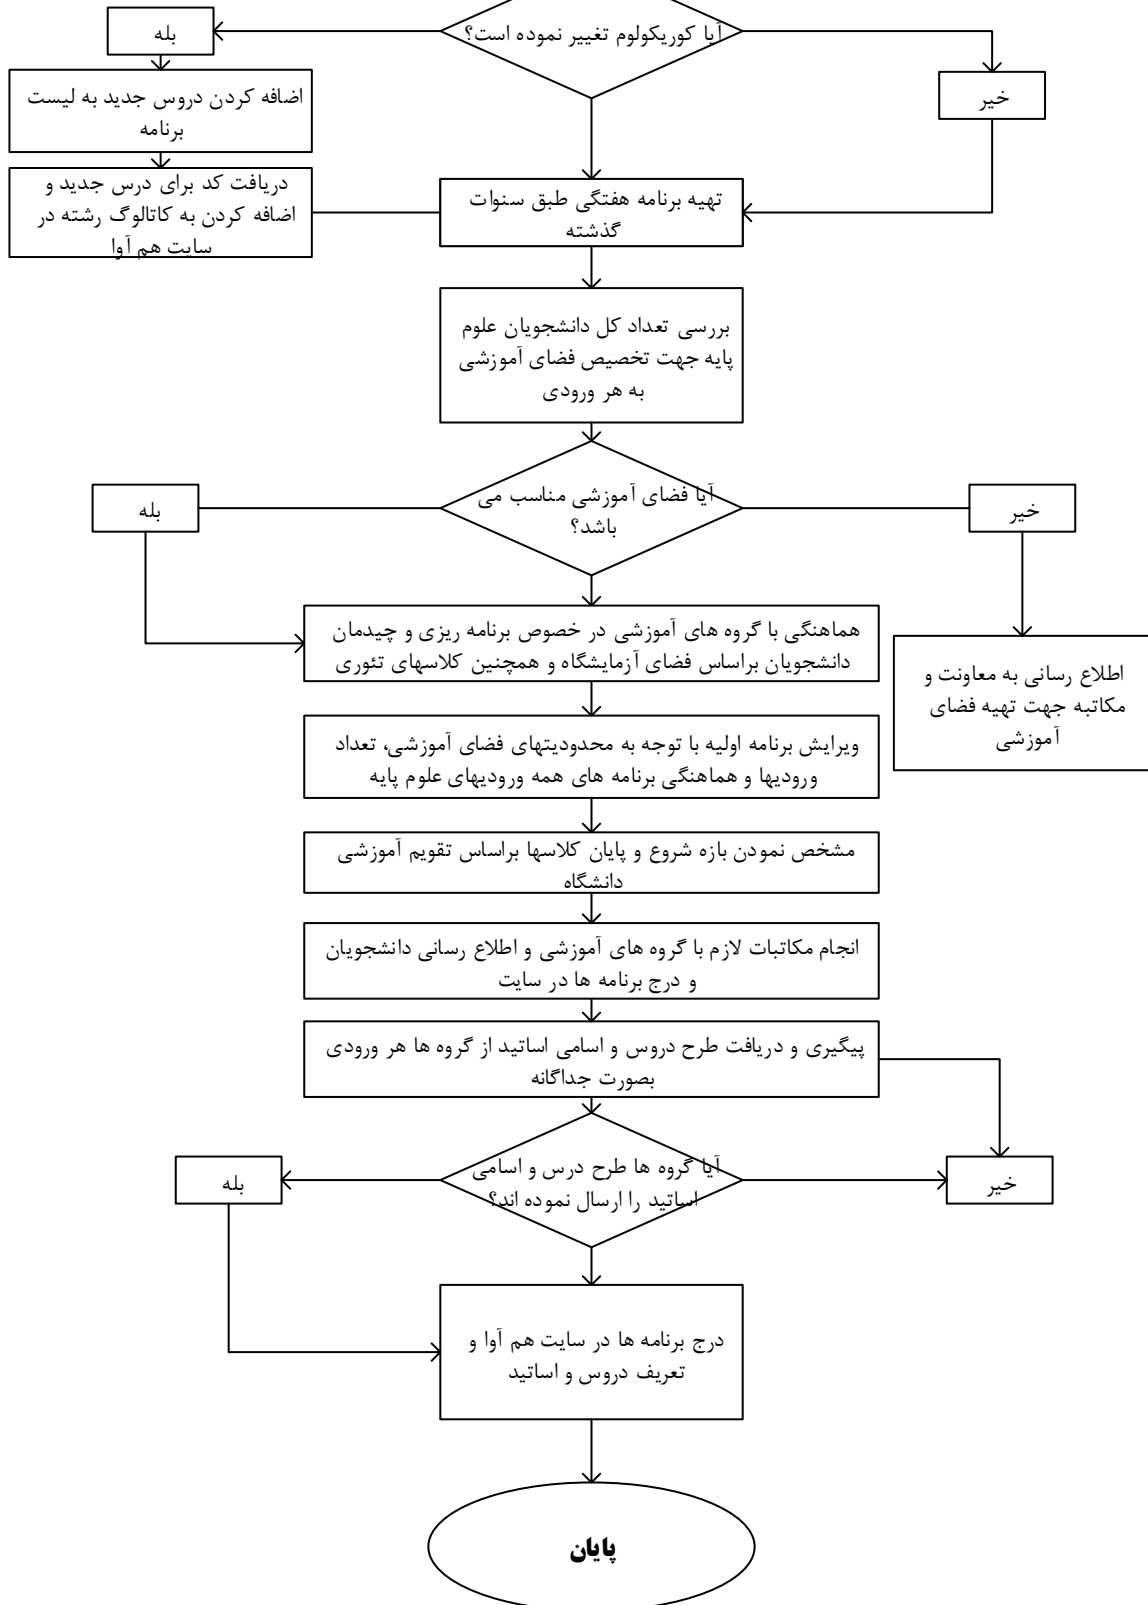 آیا کوریکولوم تغییر نموده است؟
بله
خیر
اضافه کردن دروس جدید به لیست
برنامه
دریافت کد برای درس جدید و
اضافه کردن به کاتالوگ رشته در
سایت هم آوا
تهیه برنامه هفتگی طبق سنوات
گذشته
بررسی تعداد کل دانشجویان علوم
پایه جهت تخصیص فضای آموزشی
به هر ورودی
آیا فضای آموزشی مناسب می
باشد؟
بله
خیر
هماهنگی با گروه های آموزشی در خصوص برنامه ریزی و چیدمان
دانشجویان براساس فضای آزمایشگاه و همچنین کلاسهای تئوری
اطلاع رسانی به معاونت و
مکاتبه جهت تهیه فضای
آموزشی
ویرایش برنامه اولیه با توجه به محدودیتهای فضای آموزشی، تعداد
ورودیها و هماهنگی برنامه های همه ورودیهای علوم پایه
مشخص نمودن بازه شروع و پایان کلاسها براساس تقویم آموزشی
دانشگاه
انجام مکاتبات لازم با گروه های آموزشی و اطلاع رسانی دانشجویان
و درج برنامه ها در سایت
پیگیری و دریافت طرح دروس و اسامی اساتید از گروه ها هر ورودی
بصورت جداگانه
آیا گروه ها طرح درس و اسامی
اساتید را ارسال نموده اند؟
بله
خیر
درج برنامه ها در سایت هم آوا و
تعریف دروس و اساتید
پایان